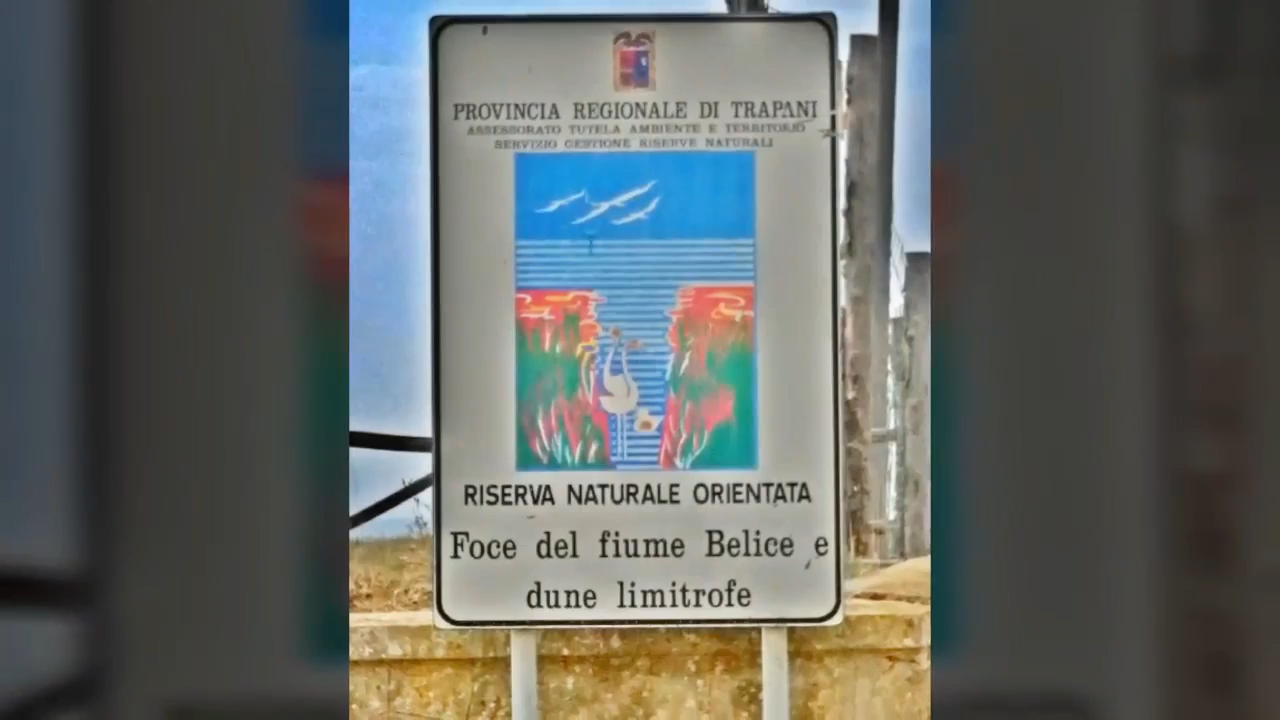 PROVINCIA REGIONALE DI TRAPANI
ASSESSORATO TUTELA AMBIENTE E TERRITORIO
SERVIZIO GESTIONE RISERVE NATURALI
RISERVA NATURALE ORIENTATA
Foce del fiume Belice e
dune limitrofe